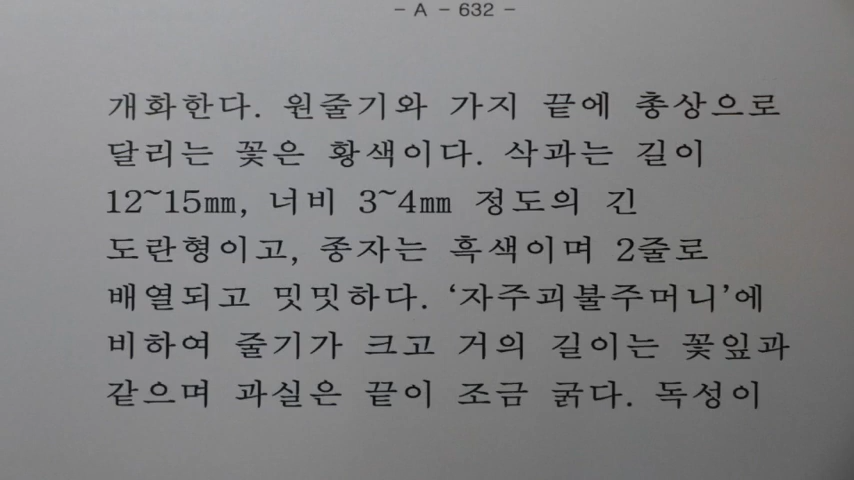 - A - 632 -
개화한다. 원줄기와 가지 끝에 총상으로
달리는 꽃은 황색이다. 삭과는 길이
12~15㎜, 너비 3~4㎜ 정도의 긴
도란형이고, 종자는 흑색이며 2줄로
배열되고 밋밋하다. ‘자주괴불주머니’에
비하여 줄기가 크고 거의 길이는 꽃잎과
같으며 과실은 끝이 조금 굵다. 독성이